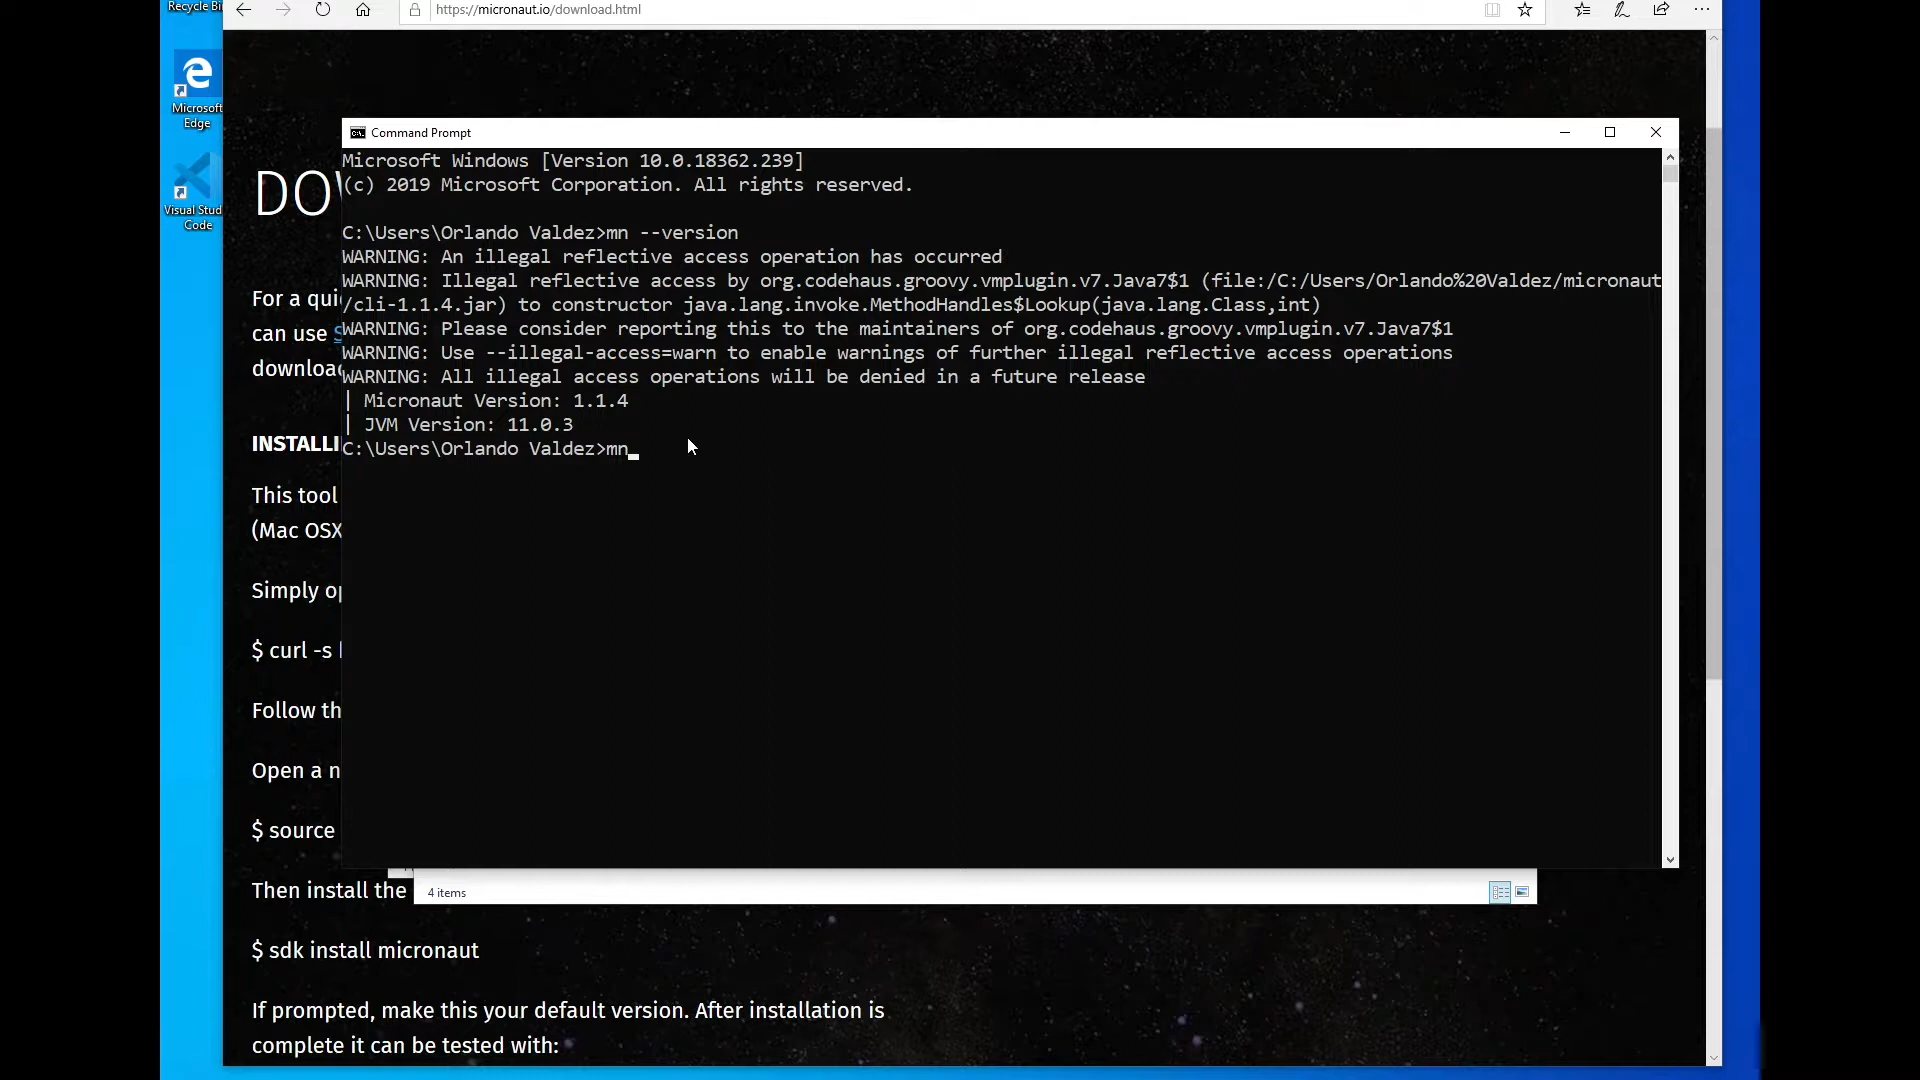 Recycle Bi
https://micronaut.io/download.html
Microsoft
Edge
Visual Stud
Code
DO
For a qui
can use
downloa
INSTALLI
This tool
(Mac OSX
Simply op
$ curl -s
Follow th
Open a n
$ source
Then install the
$ sdk install micronaut
If prompted, make this your default version. After installation is
complete it can be tested with:
Command Prompt
Microsoft Windows [Version 10.0.18362.239]
(c) 2019 Microsoft Corporation. All rights reserved.
C:\Users\Orlando Valdez>mn --version
WARNING: An illegal reflective access operation has occurred
WARNING: Illegal reflective access by org.codehaus.groovy.vmplugin.v7.Java7$1 (file:/C:/Users/Orlando%20Valdez/micronaut
/cli-1.1.4.jar) to constructor java.lang.invoke.MethodHandles$Lookup(java.lang.Class,int)
WARNING: Please consider reporting this to the maintainers of org.codehaus.groovy.vmplugin.v7.Java7$1
WARNING: Use --illegal-access=warn to enable warnings of further illegal reflective access operations
WARNING: All illegal access operations will be denied in a future release
| Micronaut Version: 1.1.4
| JVM Version: 11.0.3
C:\Users\Orlando Valdez>mn_
4 items